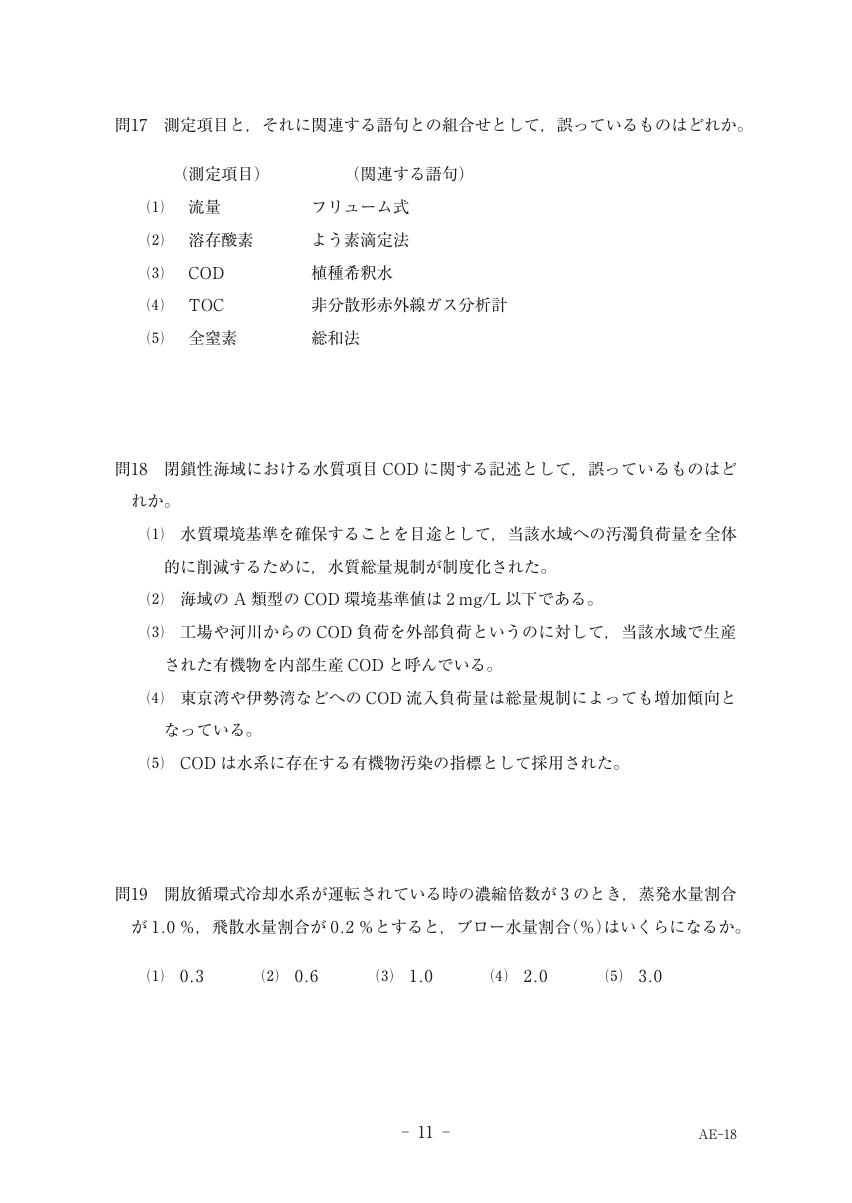 問17　測定項目と，それに関連する語句との組合せとして，誤っているものはどれか。
（測定項目）　　　　（関連する語句）
⑴　流量　　　　　フリューム式
⑵　溶存酸素　　　よう素滴定法
⑶　COD　　　　　植種希釈水
⑷　TOC　　　　　非分散形赤外線ガス分析計
⑸　全窒素　　　　総和法
問18　閉鎖性海域における水質項目 COD に関する記述として，誤っているものはど
れか。
⑴　水質環境基準を確保することを目途として，当該水域への汚濁負荷量を全体
的に削減するために，水質総量規制が制度化された。
⑵　海域の A 類型の COD 環境基準値は 2 mg/L 以下である。
⑶　工場や河川からの COD 負荷を外部負荷というのに対して，当該水域で生産
された有機物を内部生産 COD と呼んでいる。
⑷　東京湾や伊勢湾などへの COD 流入負荷量は総量規制によっても増加傾向と
なっている。
⑸　COD は水系に存在する有機物汚染の指標として採用された。
問19　開放循環式冷却水系が運転されている時の濃縮倍数が 3 のとき，蒸発水量割合
が 1.0 %，飛散水量割合が 0.2 %とすると，ブロー水量割合(%)はいくらになるか。
⑴　0.3　　⑵　0.6　　⑶　1.0　　⑷　2.0　　⑸　3.0
− 11 −
AE−18